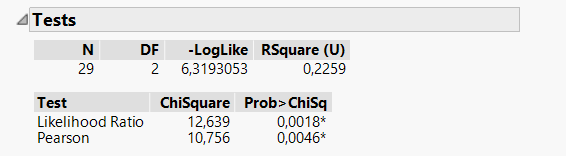 Tests
N DF -LogLike RSquare (U)
29 2 6,3193053 0,2259
Test ChiSquare Prob>ChiSq
Likelihood Ratio 12,639 0,0018*
Pearson 10,756 0,0046*